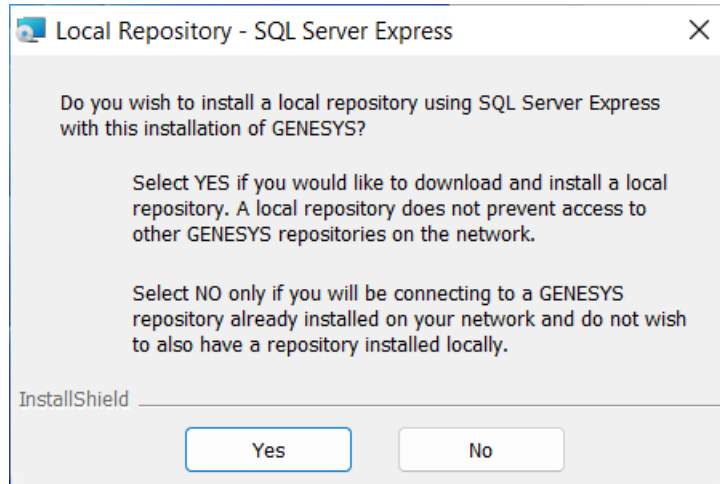 Local Repository - SQL Server Express
Do you wish to install a local repository using SQL Server Express
with this installation of GENESYS?
Select YES if you would like to download and install a local
repository. A local repository does not prevent access to
other GENESYS repositories on the network.
Select NO only if you will be connecting to a GENESYS
repository already installed on your network and do not wish
to also have a repository installed locally.
InstallShield
Yes
No